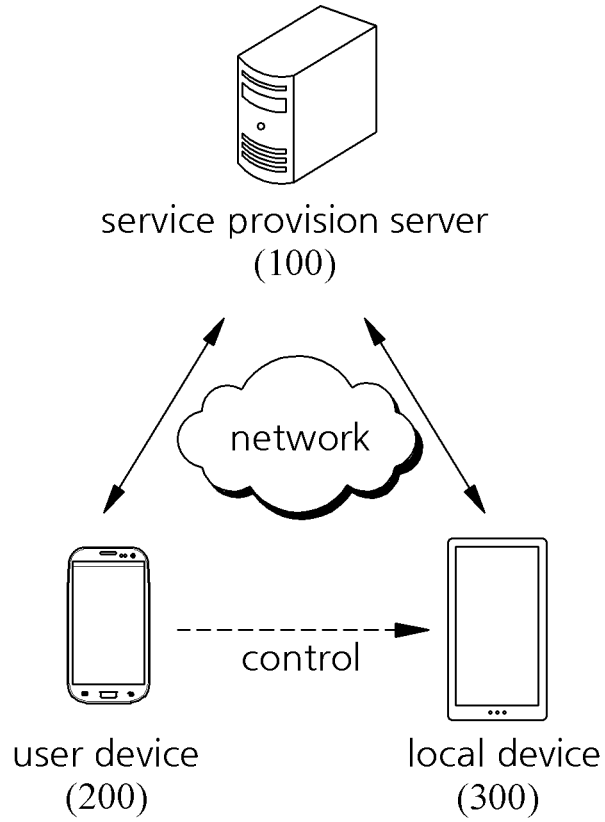 service provision server
(100)
network
control
user device
(200)
local device
(300)